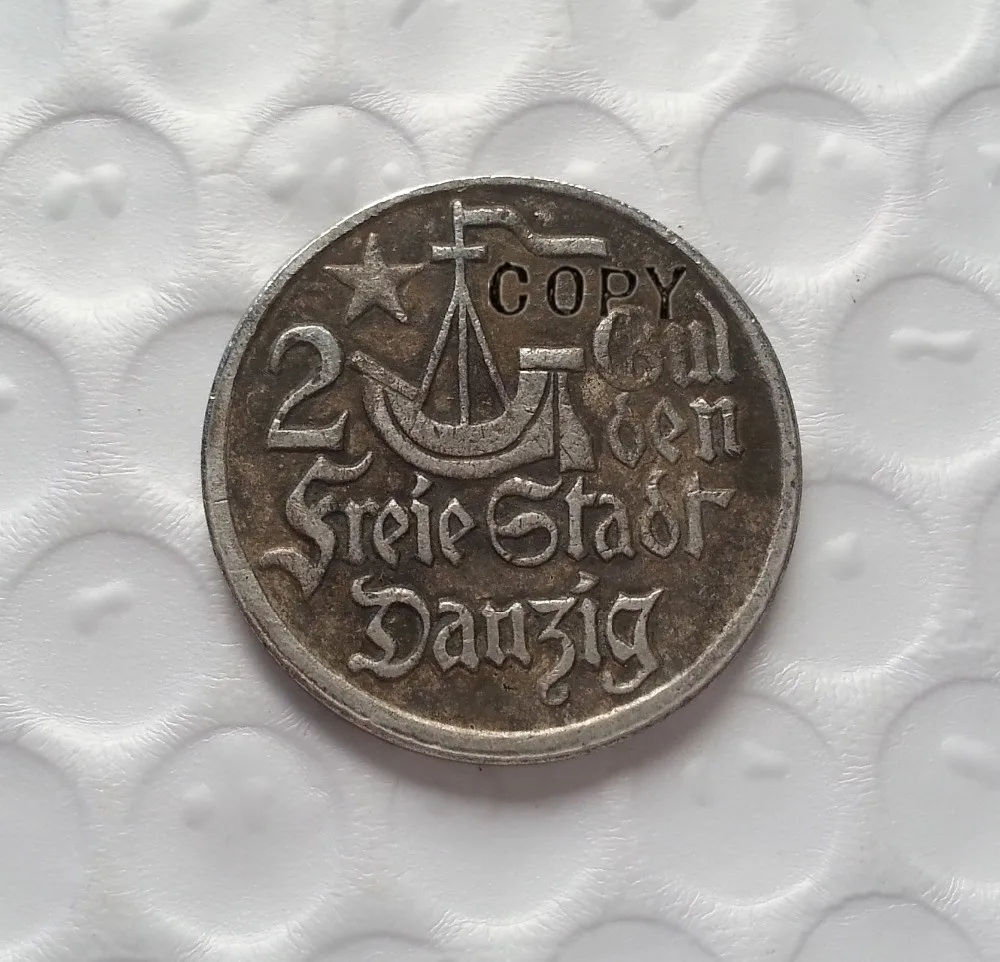 COPY
2 Gul
den
Freie Stadt
Danzig